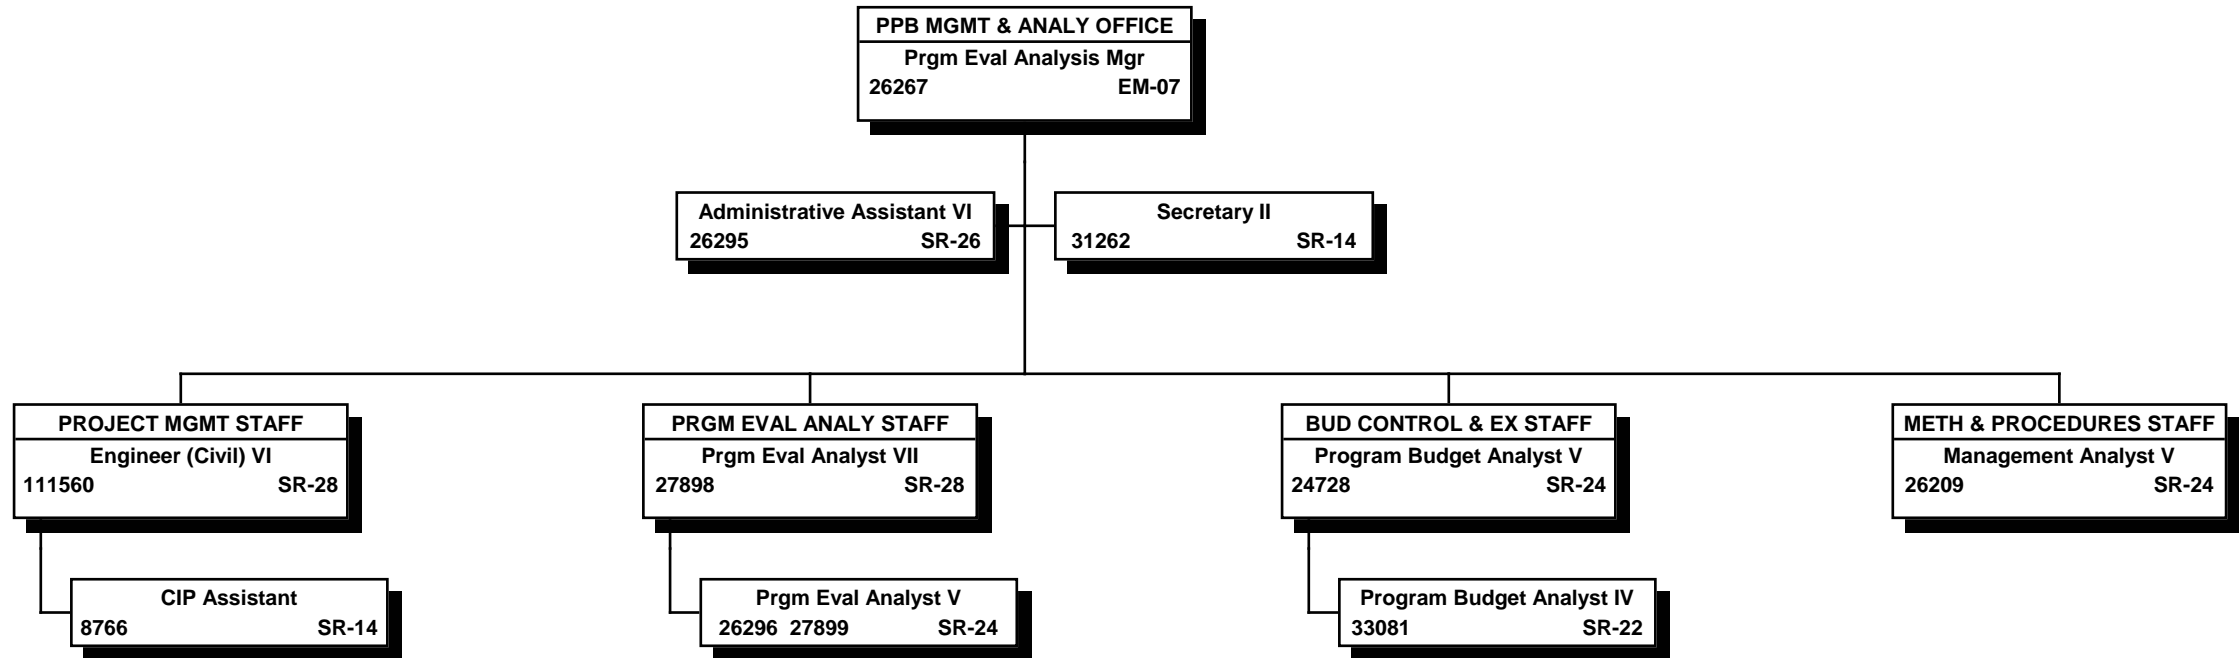 PPB MGMT & ANALY OFFICE
Prgm Eval Analysis Mgr
26267 EM-07
Administrative Assistant VI
26295 SR-26
Secretary II
31262 SR-14
PROJECT MGMT STAFF
Engineer (Civil) VI
111560 SR-28
CIP Assistant
8766 SR-14
PRGM EVAL ANALY STAFF
Prgm Eval Analyst VII
27898 SR-28
Prgm Eval Analyst V
26296 27899 SR-24
BUD CONTROL & EX STAFF
Program Budget Analyst V
24728 SR-24
Program Budget Analyst IV
33081 SR-22
METH & PROCEDURES STAFF
Management Analyst V
26209 SR-24